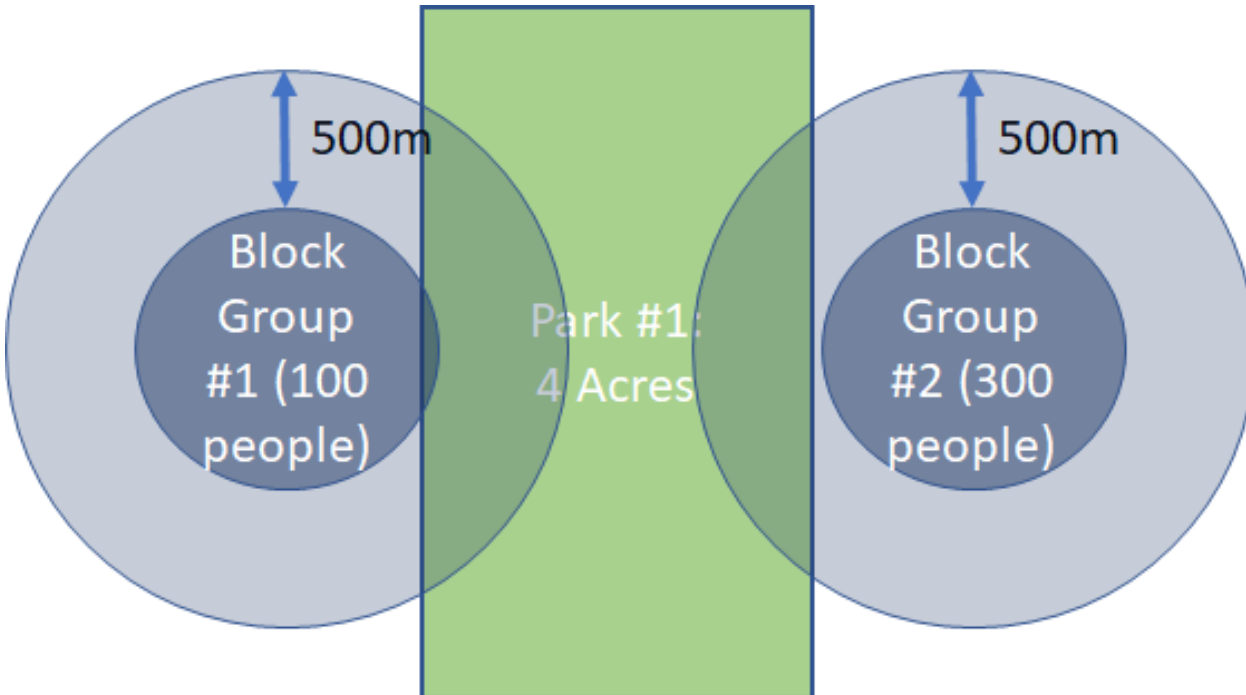 500m
Block
Group
#1 (100
people)
Park #1:
4 Acres
500m
Block
Group
#2 (300
people)